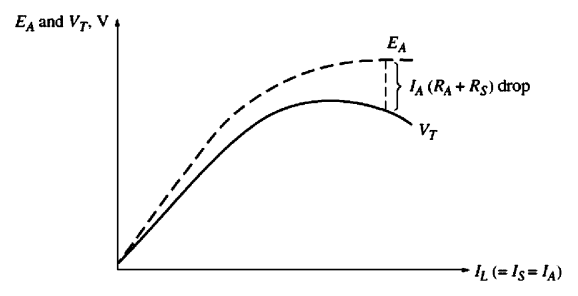 E_A and V_T, V
E_A
I_A (R_A + R_S) drop
V_T
I_L (= I_S = I_A)